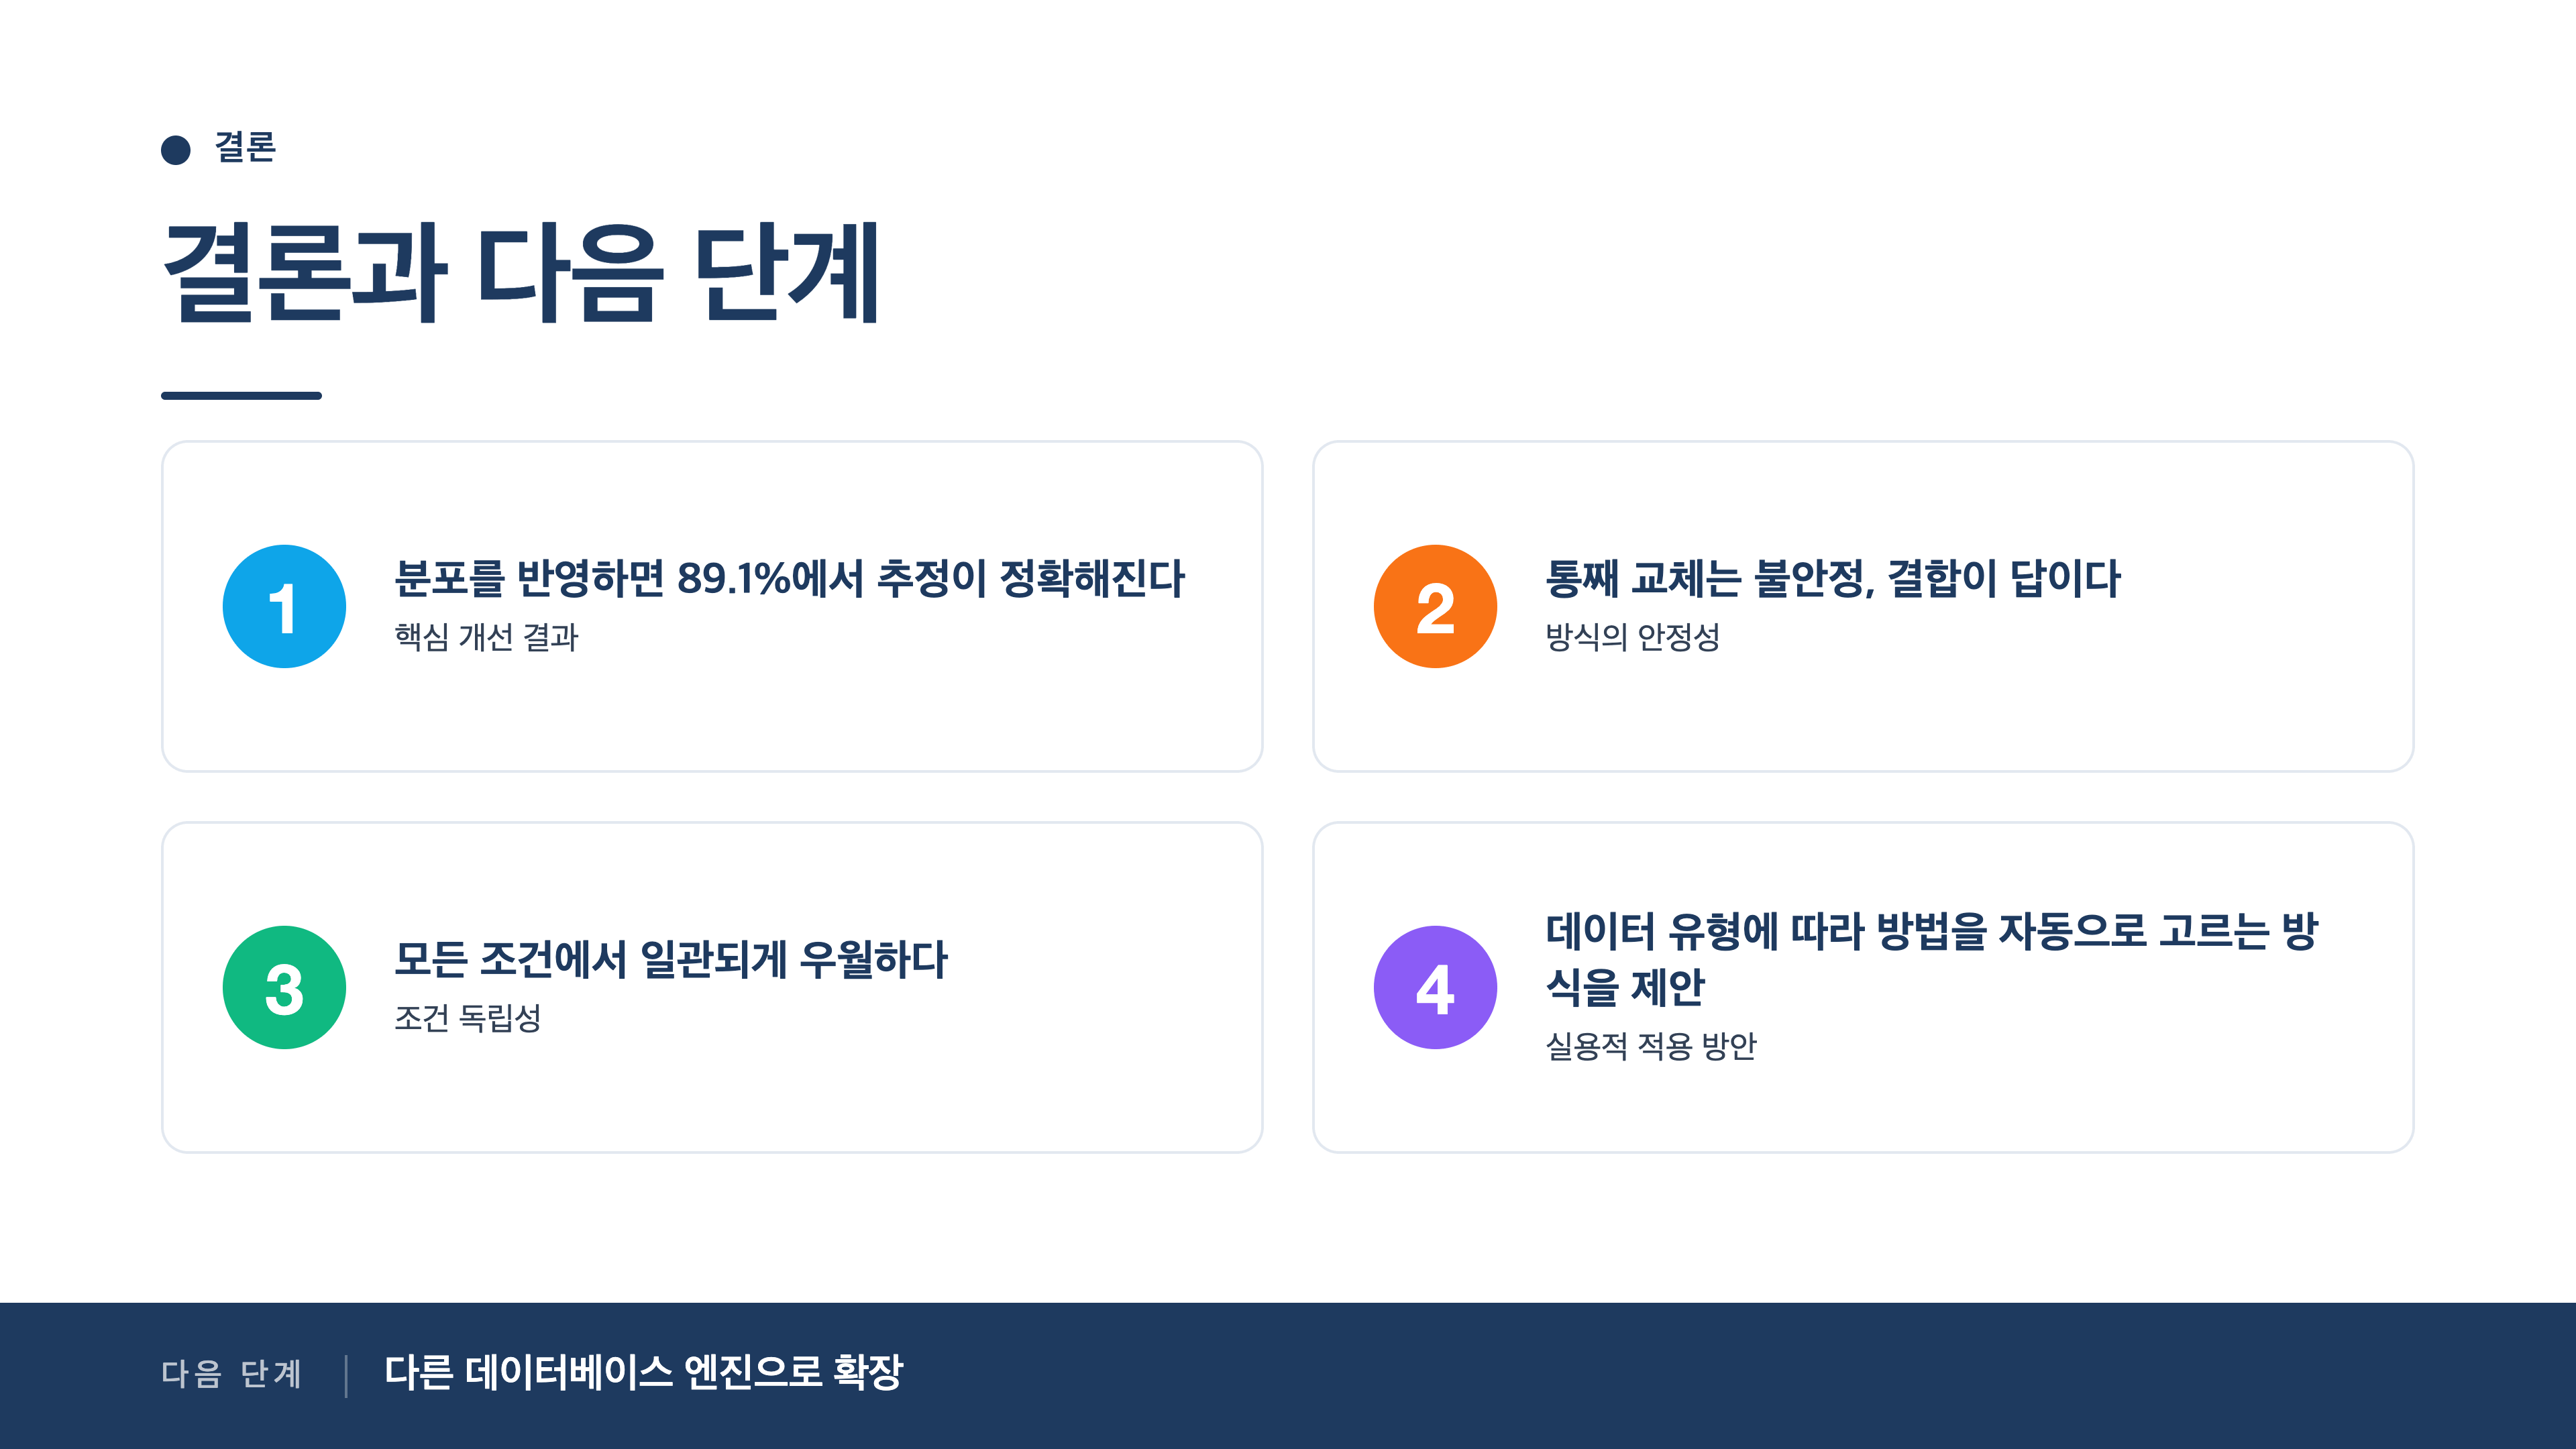 결론
결론과 다음 단계
1
분포를 반영하면 89.1%에서 추정이 정확해진다
핵심 개선 결과
2
통째 교체는 불안정, 결합이 답이다
방식의 안정성
3
모든 조건에서 일관되게 우월하다
조건 독립성
4
데이터 유형에 따라 방법을 자동으로 고르는 방
식을 제안
실용적 적용 방안
다음 단계
다른 데이터베이스 엔진으로 확장